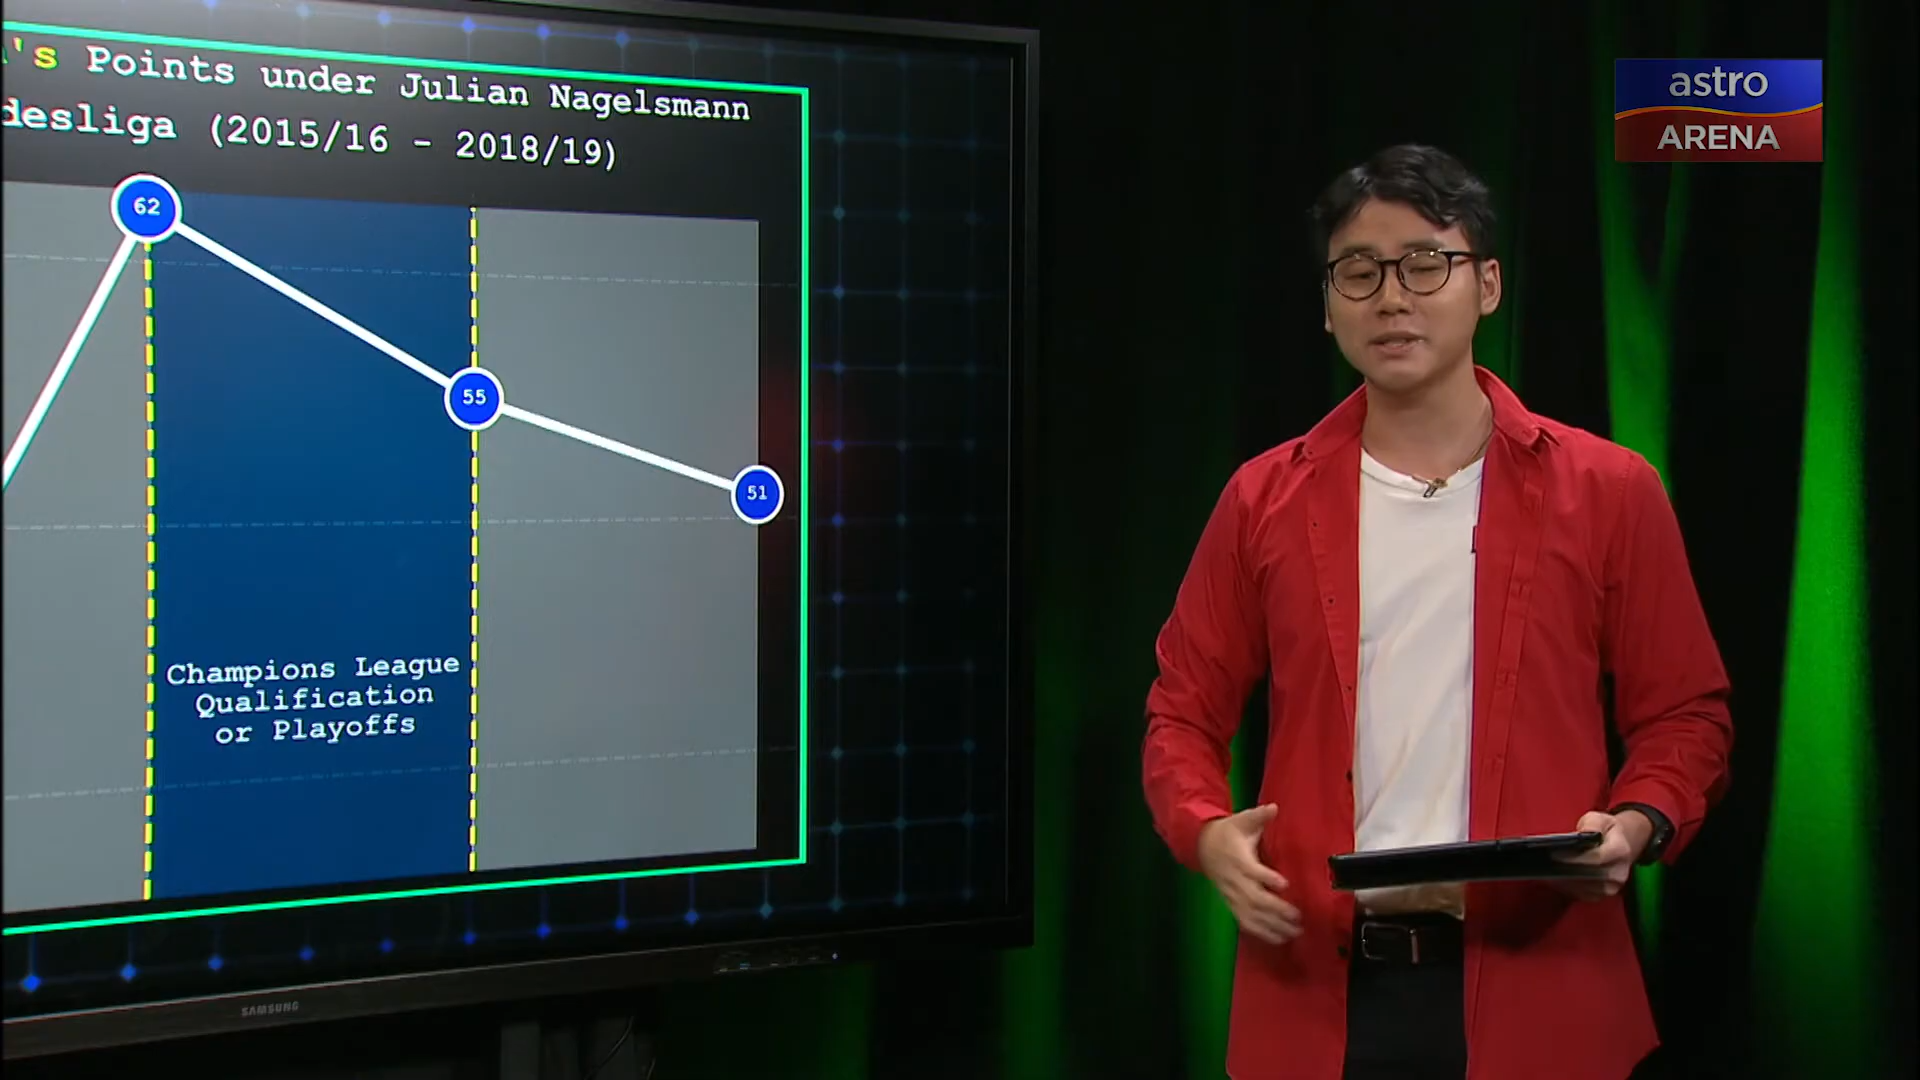 's Points under Julian Nagelsmann
desliga (2015/16 - 2018/19)
62
55
51
Champions League
Qualification
or Playoffs
SAMSUNG
astro
ARENA